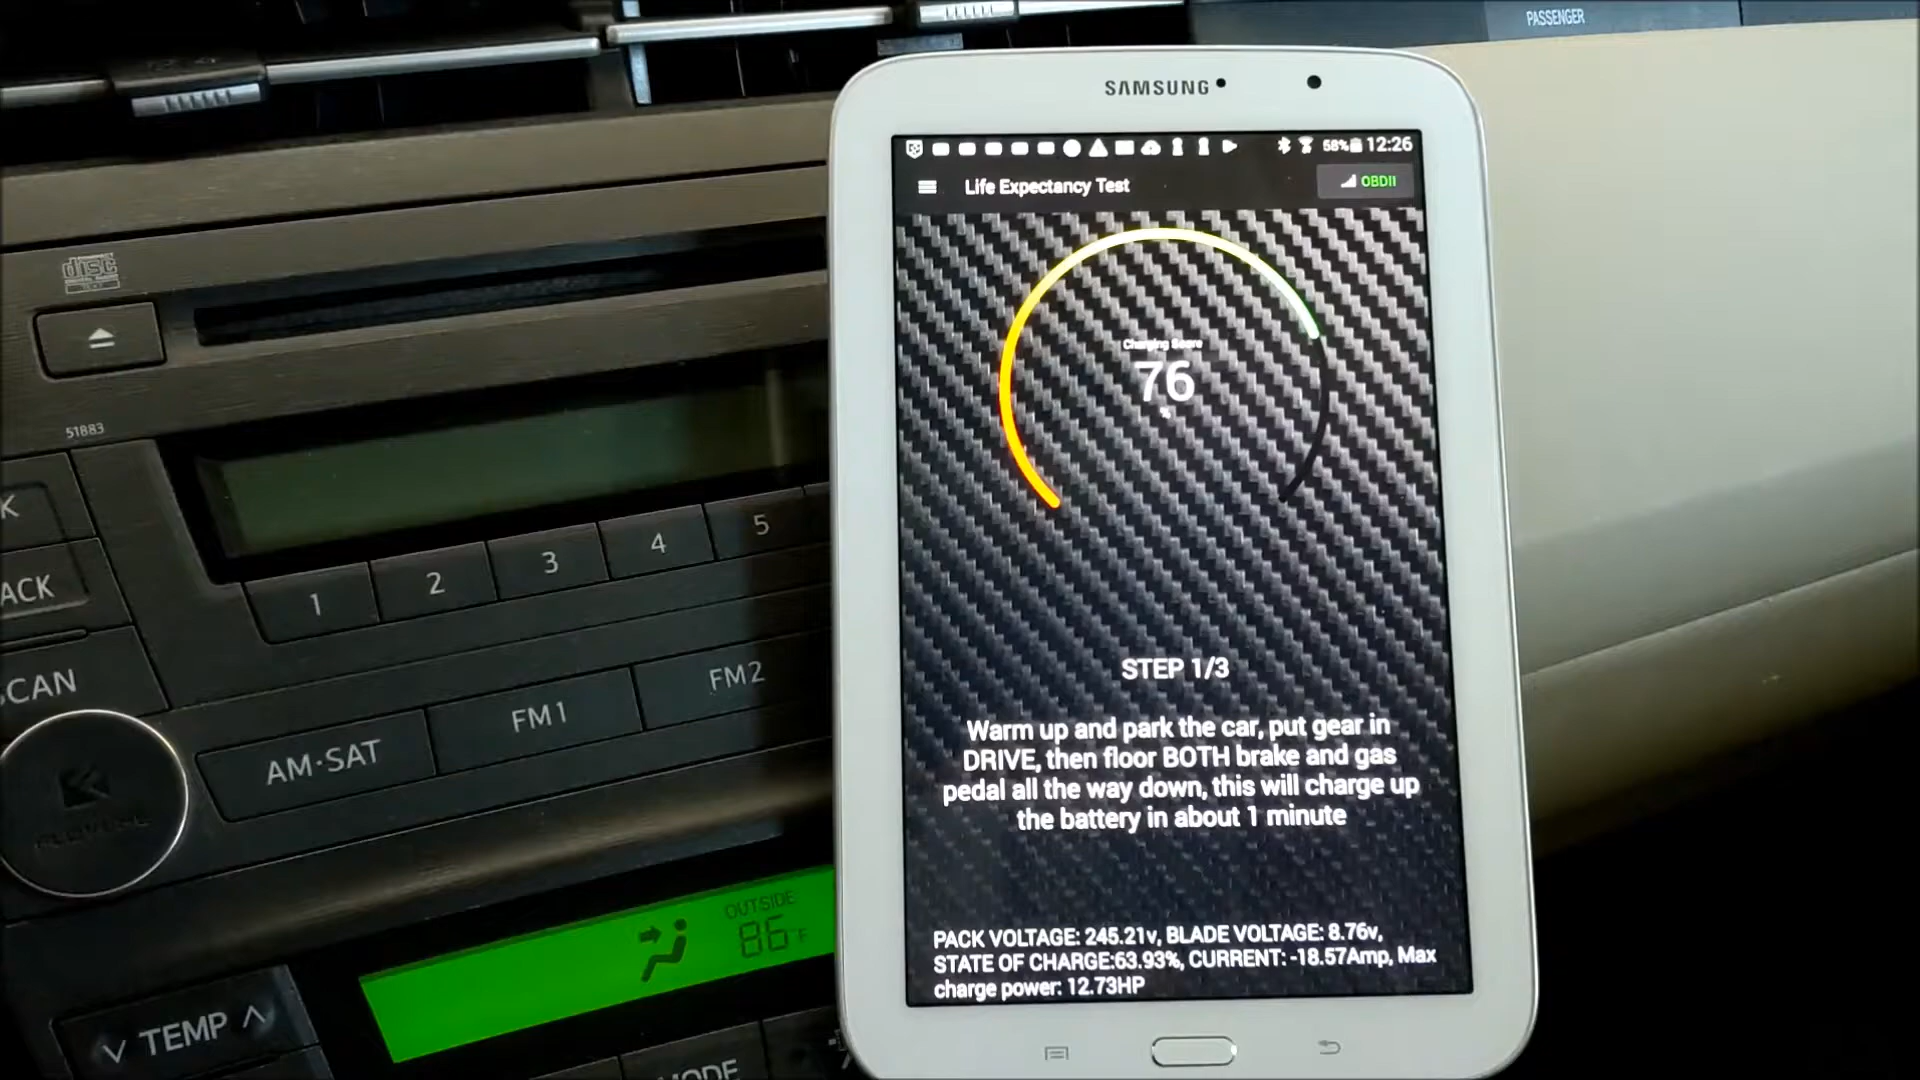 PASSENGER
SAMSUNG
58% 12:26
Life Expectancy Test
OBDII
disc
Charging Score
76
%
51883
1 2 3 4 5
ACK
SCAN
AM·SAT FM1 FM2
STEP 1/3
Warm up and park the car, put gear in
DRIVE, then floor BOTH brake and gas
pedal all the way down, this will charge up
the battery in about 1 minute
PACK VOLTAGE: 245.21v, BLADE VOLTAGE: 8.76v,
STATE OF CHARGE:63.93%, CURRENT: -18.57Amp, Max
charge power: 12.73HP
OUTSIDE
86°F
TEMP
MODE